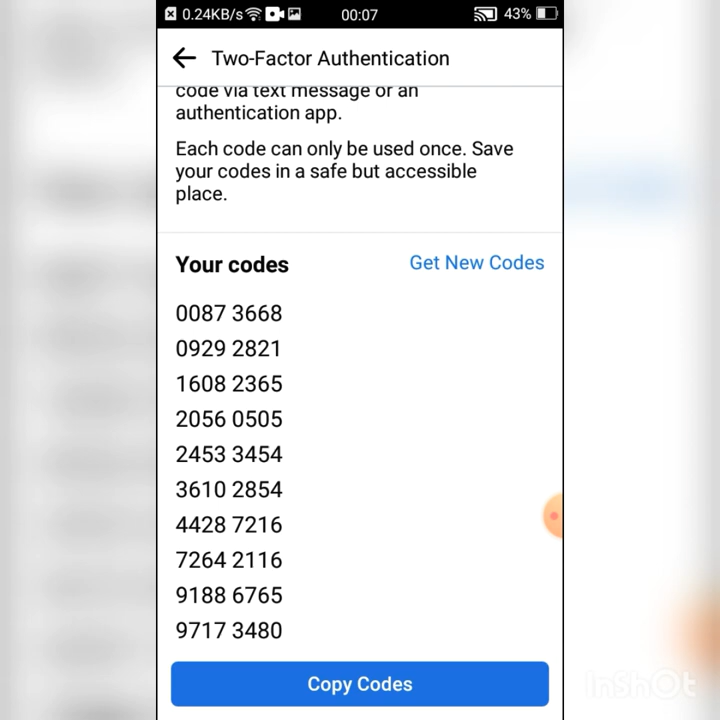 0.24KB/s 00:07 43%
Two-Factor Authentication
code via text message or an
authentication app.
Each code can only be used once. Save
your codes in a safe but accessible
place.
Your codes Get New Codes
0087 3668
0929 2821
1608 2365
2056 0505
2453 3454
3610 2854
4428 7216
7264 2116
9188 6765
9717 3480
Copy Codes
InShOt